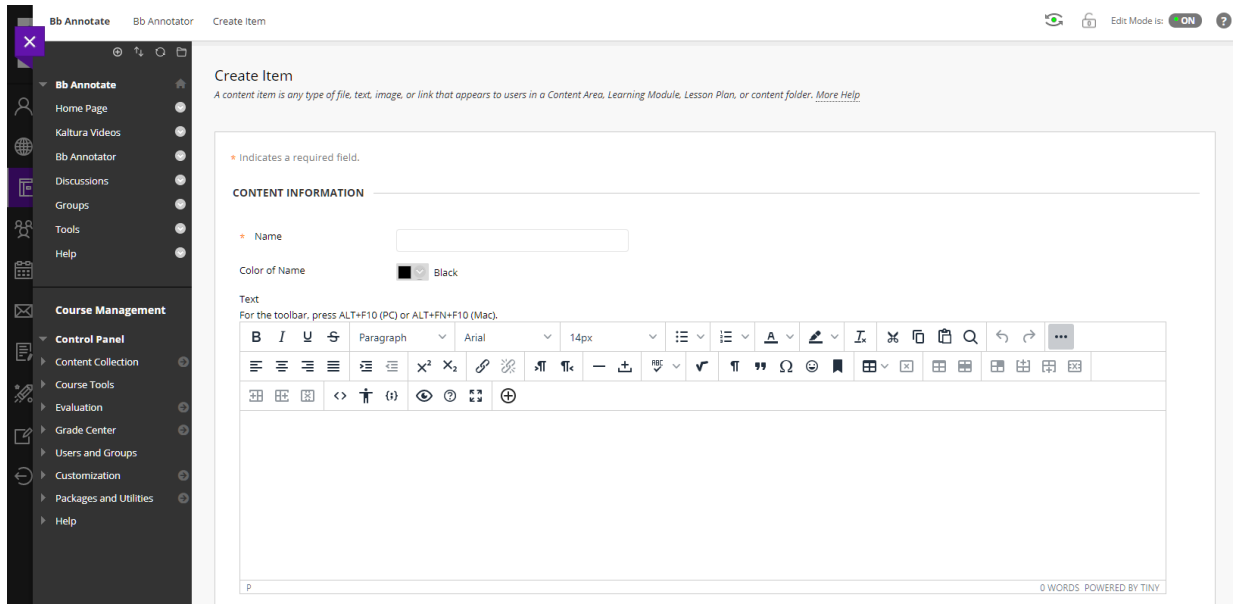 Bb Annotate Bb Annotator Create Item
Edit Mode is: ON ?
Bb Annotate
Home Page
Kaltura Videos
Bb Annotator
Discussions
Groups
Tools
Help
Course Management
Control Panel
Content Collection
Course Tools
Evaluation
Grade Center
Users and Groups
Customization
Packages and Utilities
Help
Create Item
A content item is any type of file, text, image, or link that appears to users in a Content Area, Learning Module, Lesson Plan, or content folder. More Help
* Indicates a required field.
CONTENT INFORMATION
* Name
Color of Name Black
Text
For the toolbar, press ALT+F10 (PC) or ALT+FN+F10 (Mac).
B I U S Paragraph Arial 14px
P 0 WORDS POWERED BY TINY